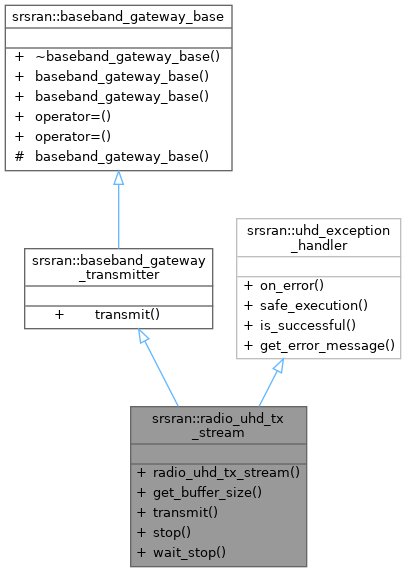 srsran::baseband_gateway_base
+ ~baseband_gateway_base()
+ baseband_gateway_base()
+ baseband_gateway_base()
+ operator=()
+ operator=()
# baseband_gateway_base()
srsran::baseband_gateway
_transmitter
+ transmit()
srsran::uhd_exception
_handler
+ on_error()
+ safe_execution()
+ is_successful()
+ get_error_message()
srsran::radio_uhd_tx
_stream
+ radio_uhd_tx_stream()
+ get_buffer_size()
+ transmit()
+ stop()
+ wait_stop()